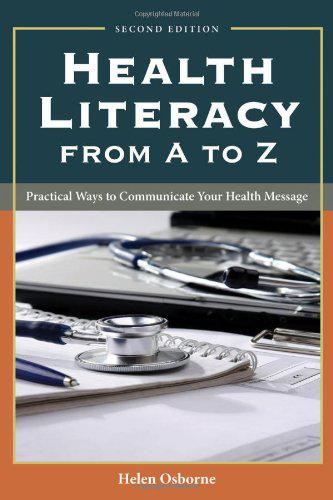 SECOND EDITION
HEALTH
LITERACY
FROM A TO Z
Practical Ways to Communicate Your Health Message
Helen Osborne